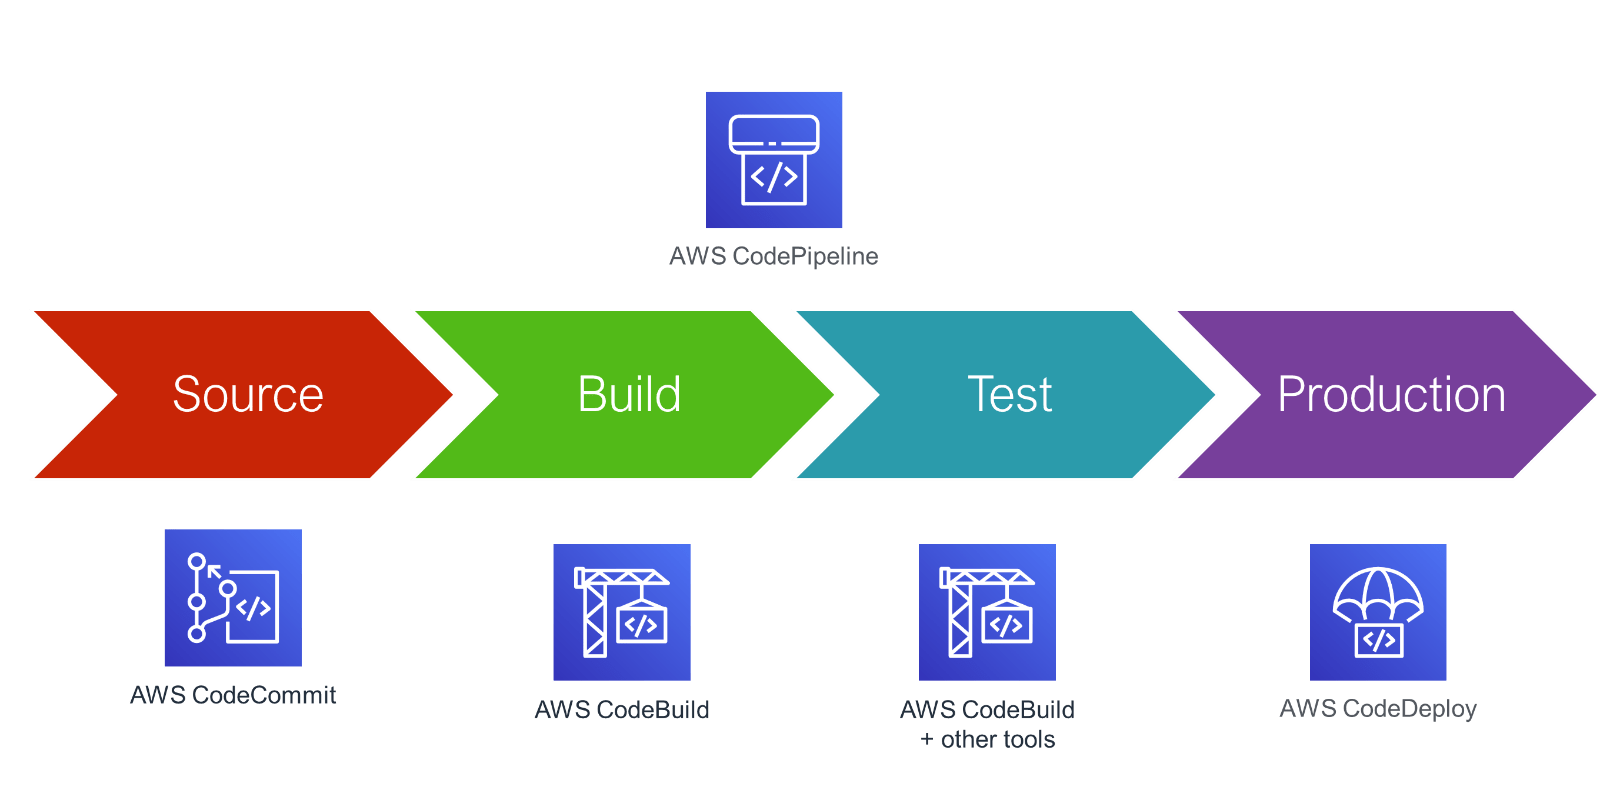 AWS CodePipeline
Source
Build
Test
Production
AWS CodeCommit
AWS CodeBuild
AWS CodeBuild
+ other tools
AWS CodeDeploy